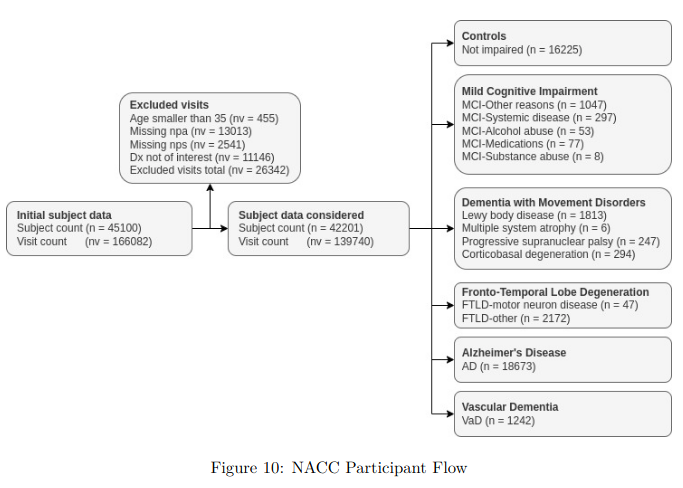 Initial subject data
Subject count (n = 45100)
Visit count (nv = 166082)
Excluded visits
Age smaller than 35 (nv = 455)
Missing npa (nv = 13013)
Missing nps (nv = 2541)
Dx not of interest (nv = 11146)
Excluded visits total (nv = 26342)
Subject data considered
Subject count (n = 42201)
Visit count (nv = 139740)
Controls
Not impaired (n = 16225)
Mild Cognitive Impairment
MCI-Other reasons (n = 1047)
MCI-Systemic disease (n = 297)
MCI-Alcohol abuse (n = 53)
MCI-Medications (n = 77)
MCI-Substance abuse (n = 8)
Dementia with Movement Disorders
Lewy body disease (n = 1813)
Multiple system atrophy (n = 6)
Progressive supranuclear palsy (n = 247)
Corticobasal degeneration (n = 294)
Fronto-Temporal Lobe Degeneration
FTLD-motor neuron disease (n = 47)
FTLD-other (n = 2172)
Alzheimer's Disease
AD (n = 18673)
Vascular Dementia
VaD (n = 1242)
Figure 10: NACC Participant Flow